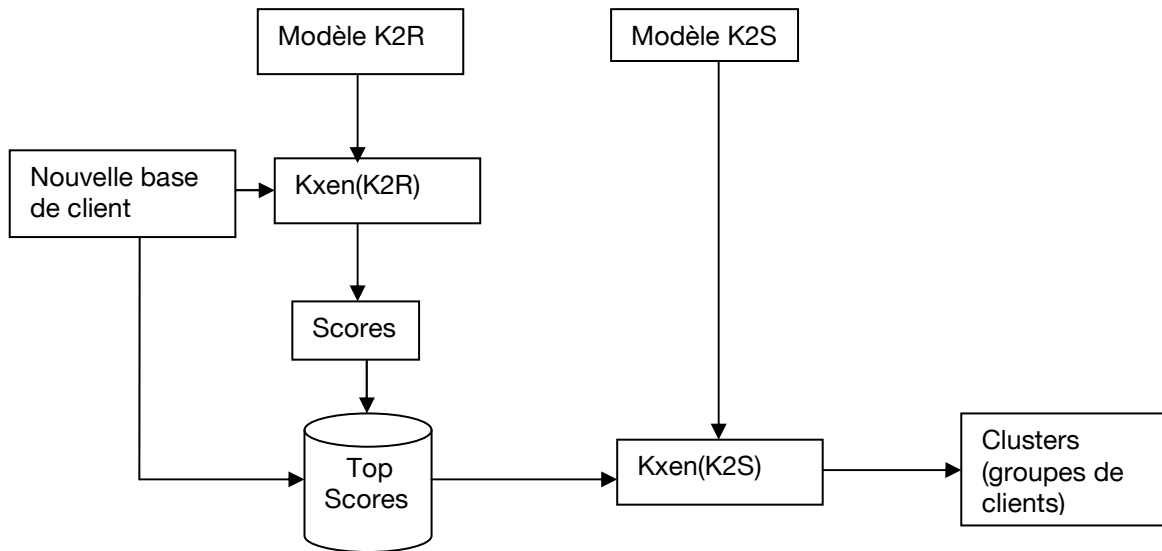 Modèle K2R
Modèle K2S
Nouvelle base
de client
Kxen(K2R)
Scores
Top
Scores
Kxen(K2S)
Clusters
(groupes de
clients)